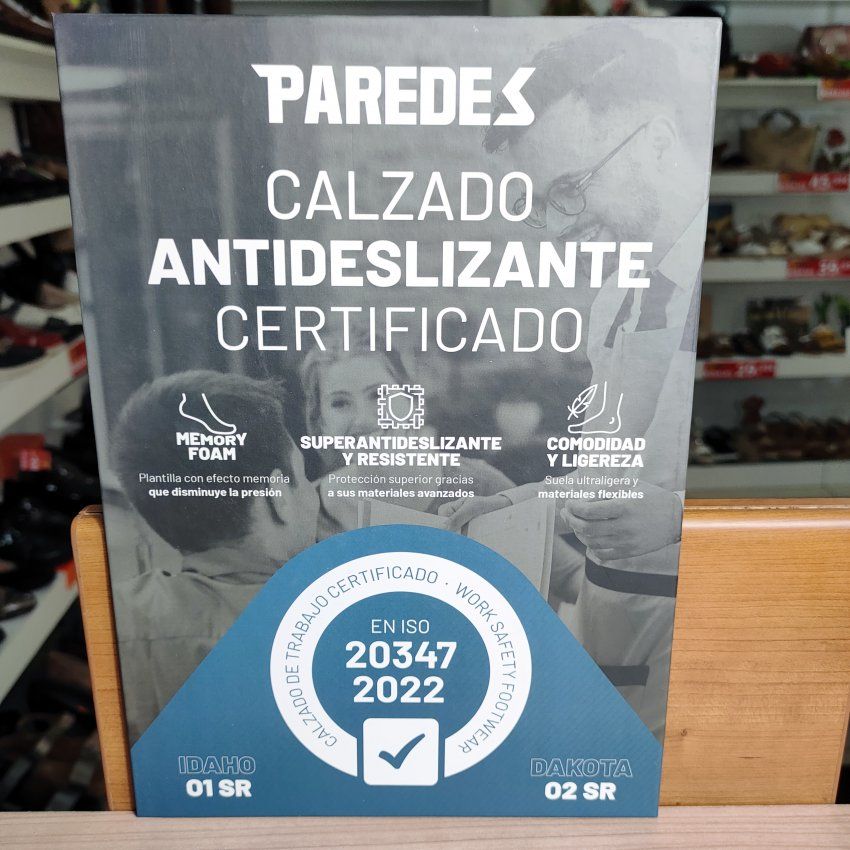 PAREDES
CALZADO
ANTIDESLIZANTE
CERTIFICADO
MEMORY
FOAM
Plantilla con efecto memoria
que disminuye la presión
SUPERANTIDESLIZANTE
Y RESISTENTE
Protección superior gracias
a sus materiales avanzados
COMODIDAD
Y LIGEREZA
Suela ultraligera y
materiales flexibles
CALZADO DE TRABAJO CERTIFICADO · WORK SAFETY FOOTWEAR
EN ISO
20347
2022
IDAHO
01 SR
DAKOTA
02 SR